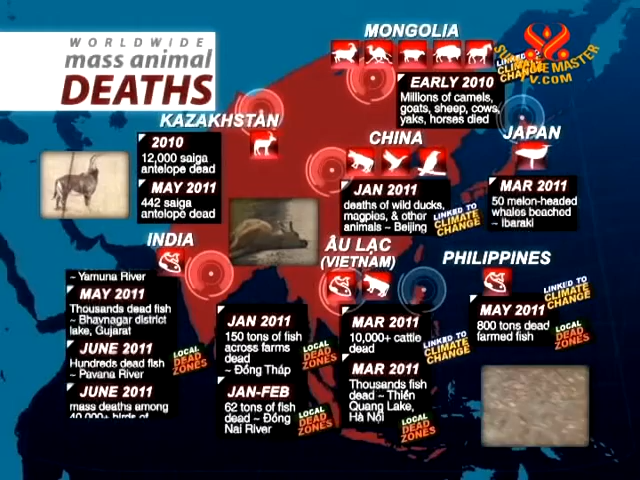 WORLDWIDE
mass animal
DEATHS
MONGOLIA
EARLY 2010
Millions of camels,
goats, sheep, cows,
yaks, horses died
LINKED TO
CLIMATE
CHANGE
SUPREME MASTER
TV.COM
KAZAKHSTAN
2010
12,000 saiga
antelope dead
MAY 2011
442 saiga
antelope dead
CHINA
JAN 2011
deaths of wild ducks,
magpies, & other
animals ~ Beijing
LINKED TO
CLIMATE
CHANGE
JAPAN
MAR 2011
50 melon-headed
whales beached
~ Ibaraki
INDIA
~ Yamuna River
MAY 2011
Thousands dead fish
~ Bhavnagar district
lake, Gujarat
JUNE 2011
Hundreds dead fish
~ Pavana River
JUNE 2011
mass deaths among
40,000+ birds of
LOCAL
DEAD
ZONES
JAN 2011
150 tons of fish
across farms
dead
~ Đồng Tháp
LOCAL
DEAD
ZONES
JAN-FEB
62 tons of fish
dead ~ Đồng
Nai River
LOCAL
DEAD
ZONES
ÂU LẠC
(VIETNAM)
MAR 2011
10,000+ cattle
dead
LINKED TO
CLIMATE
CHANGE
MAR 2011
Thousands
fish dead
~ Thiền
Quang Lake,
Hà Nội
LOCAL
DEAD
ZONES
PHILIPPINES
LINKED TO
CLIMATE
CHANGE
MAY 2011
800 tons dead
farmed fish
LOCAL
DEAD
ZONES